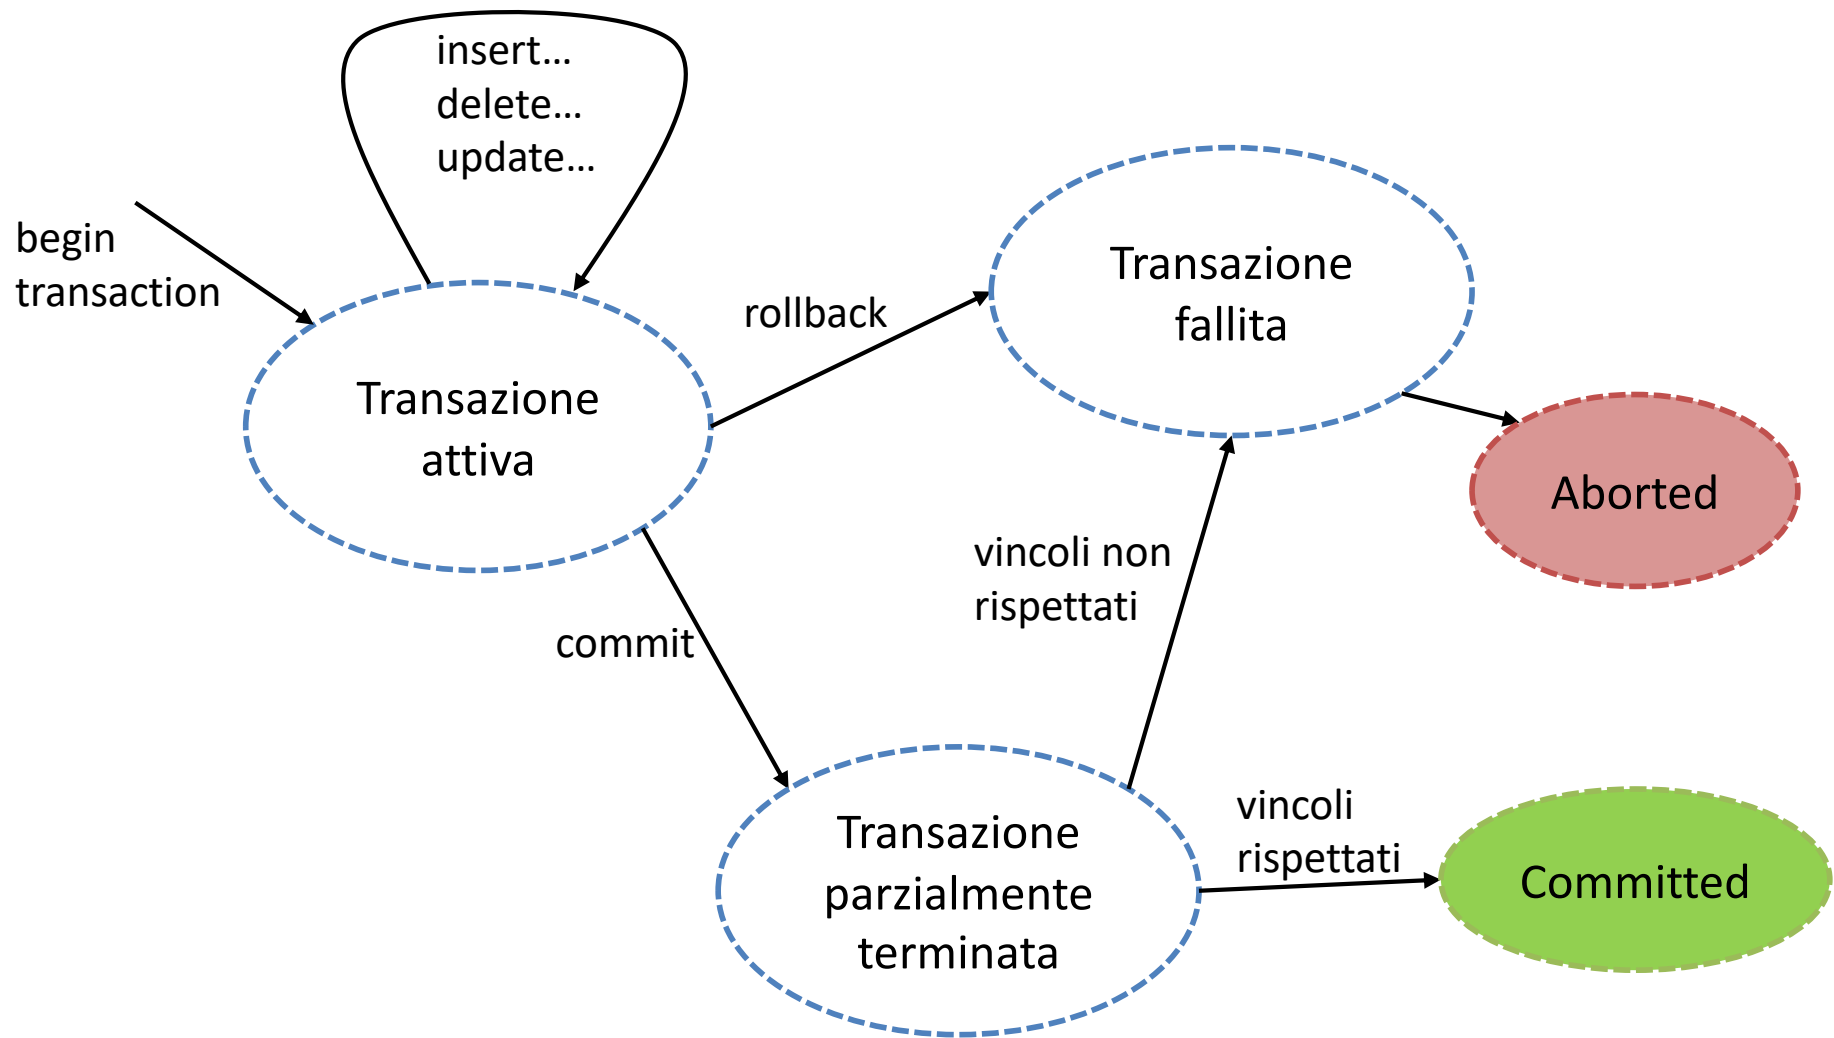 insert…
delete…
update…
begin
transaction
Transazione
attiva
rollback
Transazione
fallita
Aborted
commit
vincoli non
rispettati
Transazione
parzialmente
terminata
vincoli
rispettati
Committed